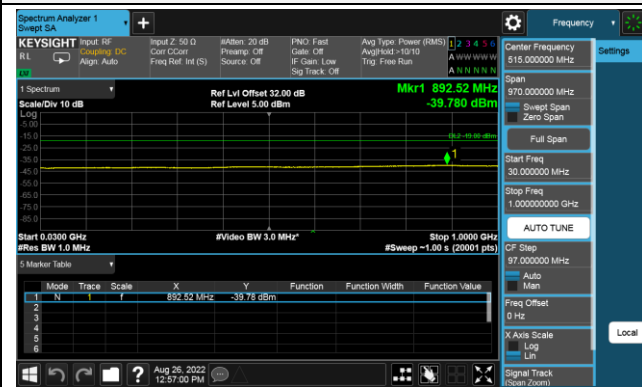 Spectrum Analyzer 1
Swept SA
Frequency
KEYSIGHT Input: RF
Coupling: DC
Align: Auto
RL
Input Z: 50 Ω
Corr CCorr
Freq Ref: Int (S)
#Atten: 20 dB
Preamp: Off
Source: Off
PNO: Fast
Gate: Off
IF Gain: Low
Sig Track: Off
Avg Type: Power (RMS)
Avg|Hold:>10/10
Trig: Free Run
1 2 3 4 5 6
A W W W W W
A N N N N N
1 Spectrum
Scale/Div 10 dB
Log
Ref Lvl Offset 32.00 dB
Ref Level 5.00 dBm
Mkr1 892.52 MHz
-39.780 dBm
-5.00
-15.0
DL2 -19.00 dBm
-25.0
1
-35.0
-45.0
-55.0
-65.0
-75.0
-85.0
Start 0.0300 GHz
#Res BW 1.0 MHz
#Video BW 3.0 MHz*
Stop 1.0000 GHz
#Sweep ~1.00 s (20001 pts)
5 Marker Table
Mode Trace Scale X Y Function Function Width Function Value
1 N 1 f 892.52 MHz -39.78 dBm
2
3
4
5
6
Aug 26, 2022
12:57:00 PM
Center Frequency
515.000000 MHz
Settings
Span
970.000000 MHz
Swept Span
Zero Span
Full Span
Start Freq
30.000000 MHz
Stop Freq
1.000000000 GHz
AUTO TUNE
CF Step
97.000000 MHz
Auto
Man
Freq Offset
0 Hz
X Axis Scale
Log
Lin
Local
Signal Track
(Span Zoom)